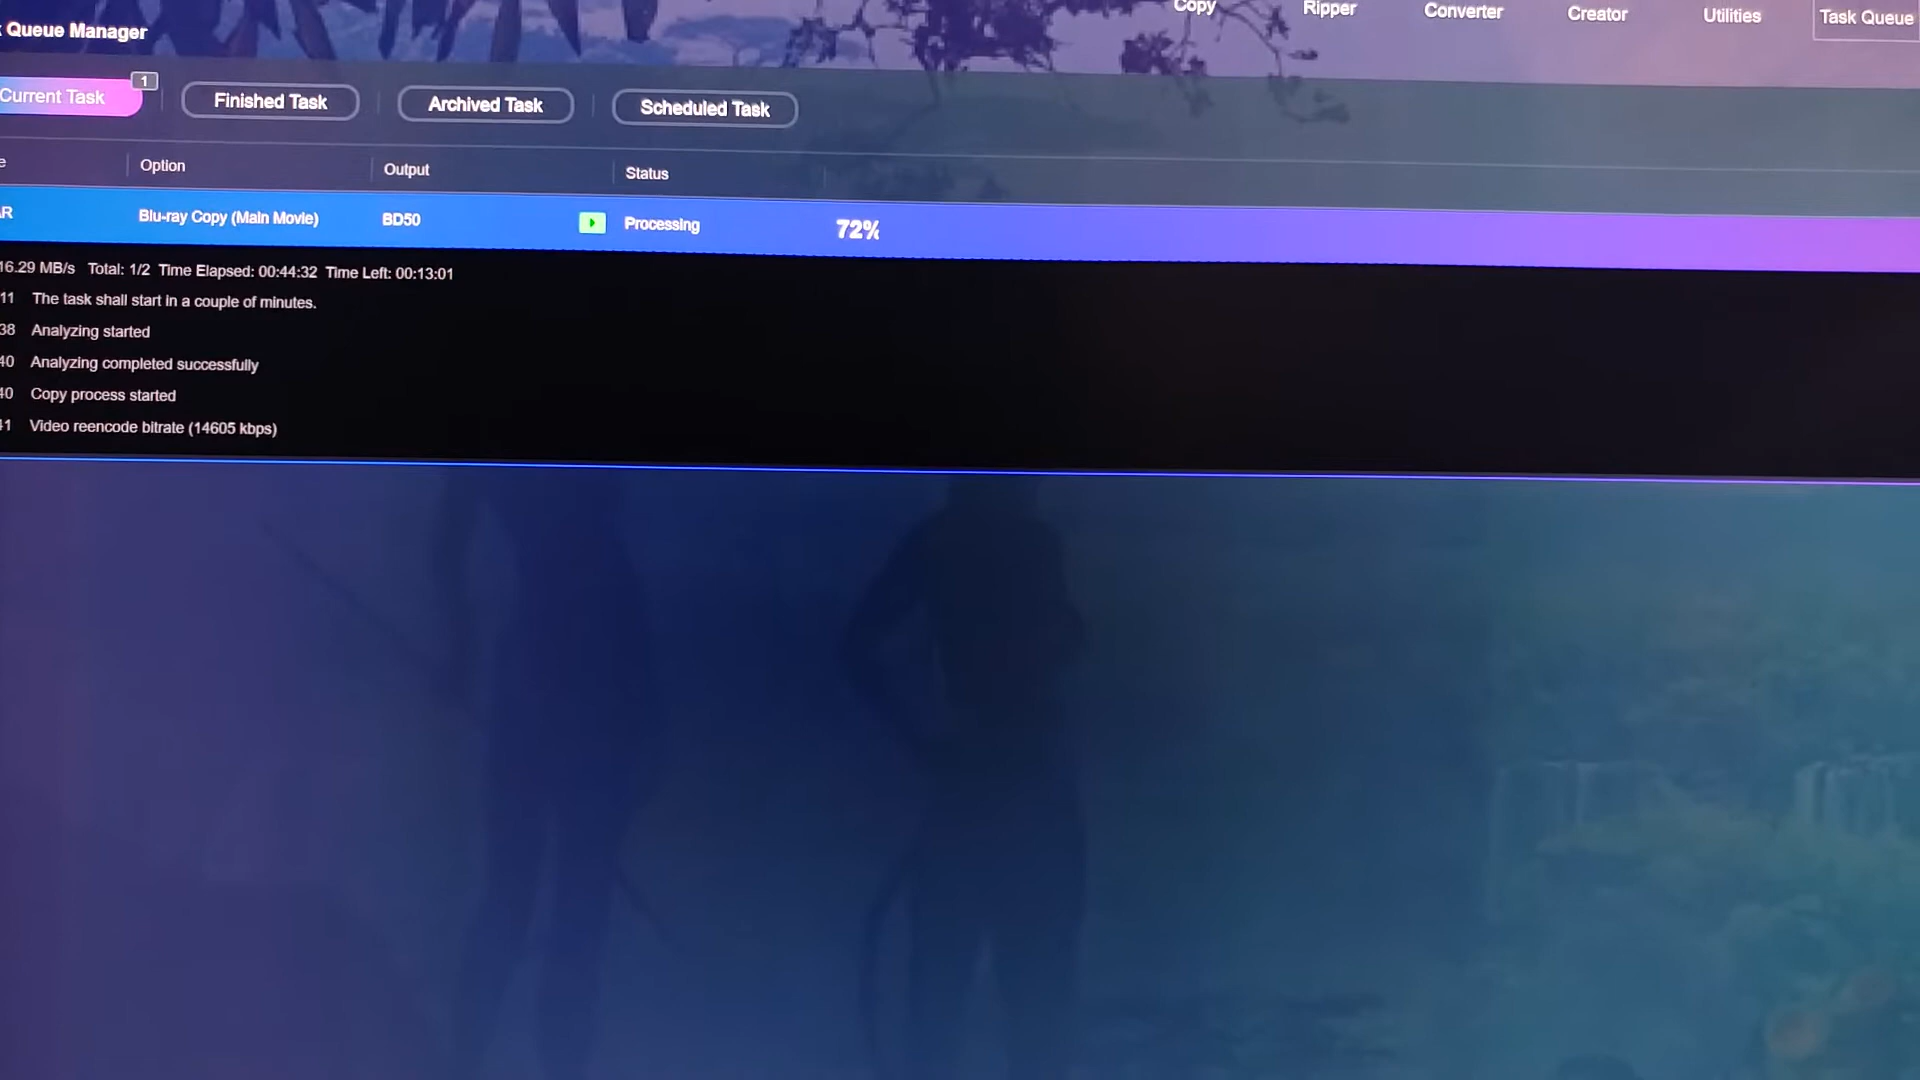 Copy Ripper Converter Creator Utilities Task Queue
Queue Manager
Current Task 1 Finished Task Archived Task Scheduled Task
e Option Output Status
AR Blu-ray Copy (Main Movie) BD50 Processing 72%
16.29 MB/s Total: 1/2 Time Elapsed: 00:44:32 Time Left: 00:13:01
11 The task shall start in a couple of minutes.
38 Analyzing started
40 Analyzing completed successfully
40 Copy process started
41 Video reencode bitrate (14605 kbps)